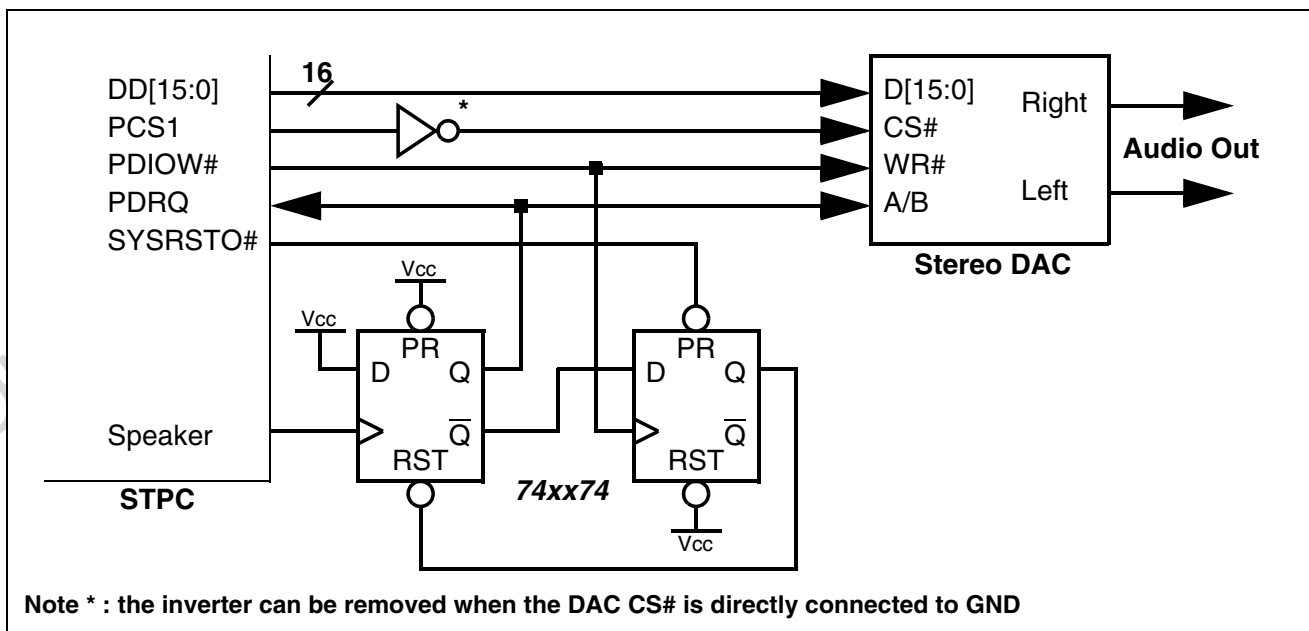 16
DD[15:0]
PCS1
PDIOW#
PDRQ
SYSRSTO#
Speaker
STPC
*
D[15:0]
CS#
WR#
A/B
Right
Left
Stereo DAC
Audio Out
Vcc
Vcc
PR
D
Q
Q
RST
74xx74
PR
D
Q
Q
RST
Vcc
Note * : the inverter can be removed when the DAC CS# is directly connected to GND